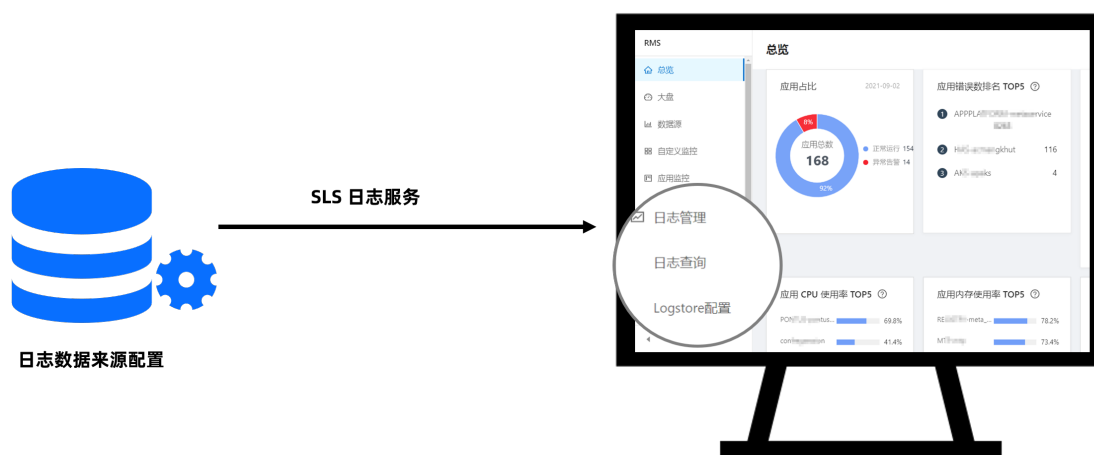 日志数据来源配置
SLS 日志服务
RMS
总览
大盘
数据源
自定义监控
应用监控
日志管理
日志查询
Logstore配置
总览
应用占比 2021-09-02
8%
应用总数
168
92%
正常运行 154
异常告警 14
应用错误数排名 TOP5
1
2 116
3 4
应用 CPU 使用率 TOP5
69.8%
41.4%
应用内存使用率 TOP5
78.2%
73.4%